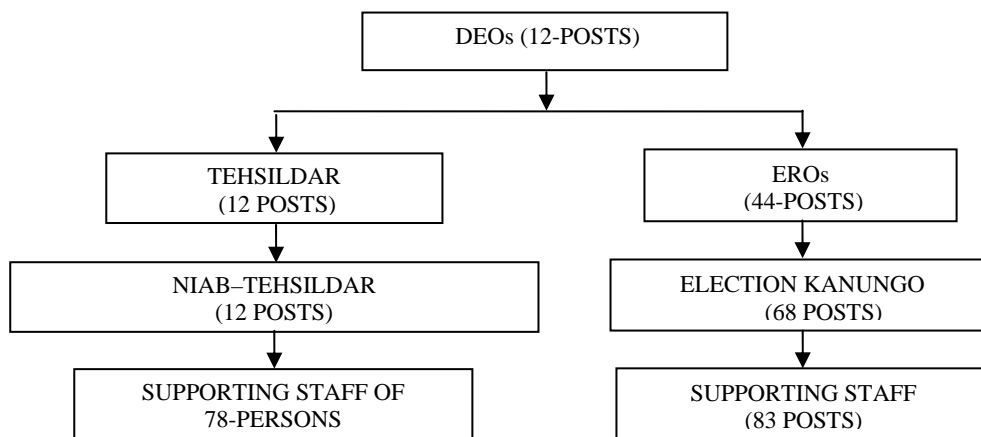 DEOs (12-POSTS)
TEHSILDAR
(12 POSTS)
EROs
(44-POSTS)
NIAB–TEHSILDAR
(12 POSTS)
ELECTION KANUNGO
(68 POSTS)
SUPPORTING STAFF OF
78-PERSONS
SUPPORTING STAFF
(83 POSTS)